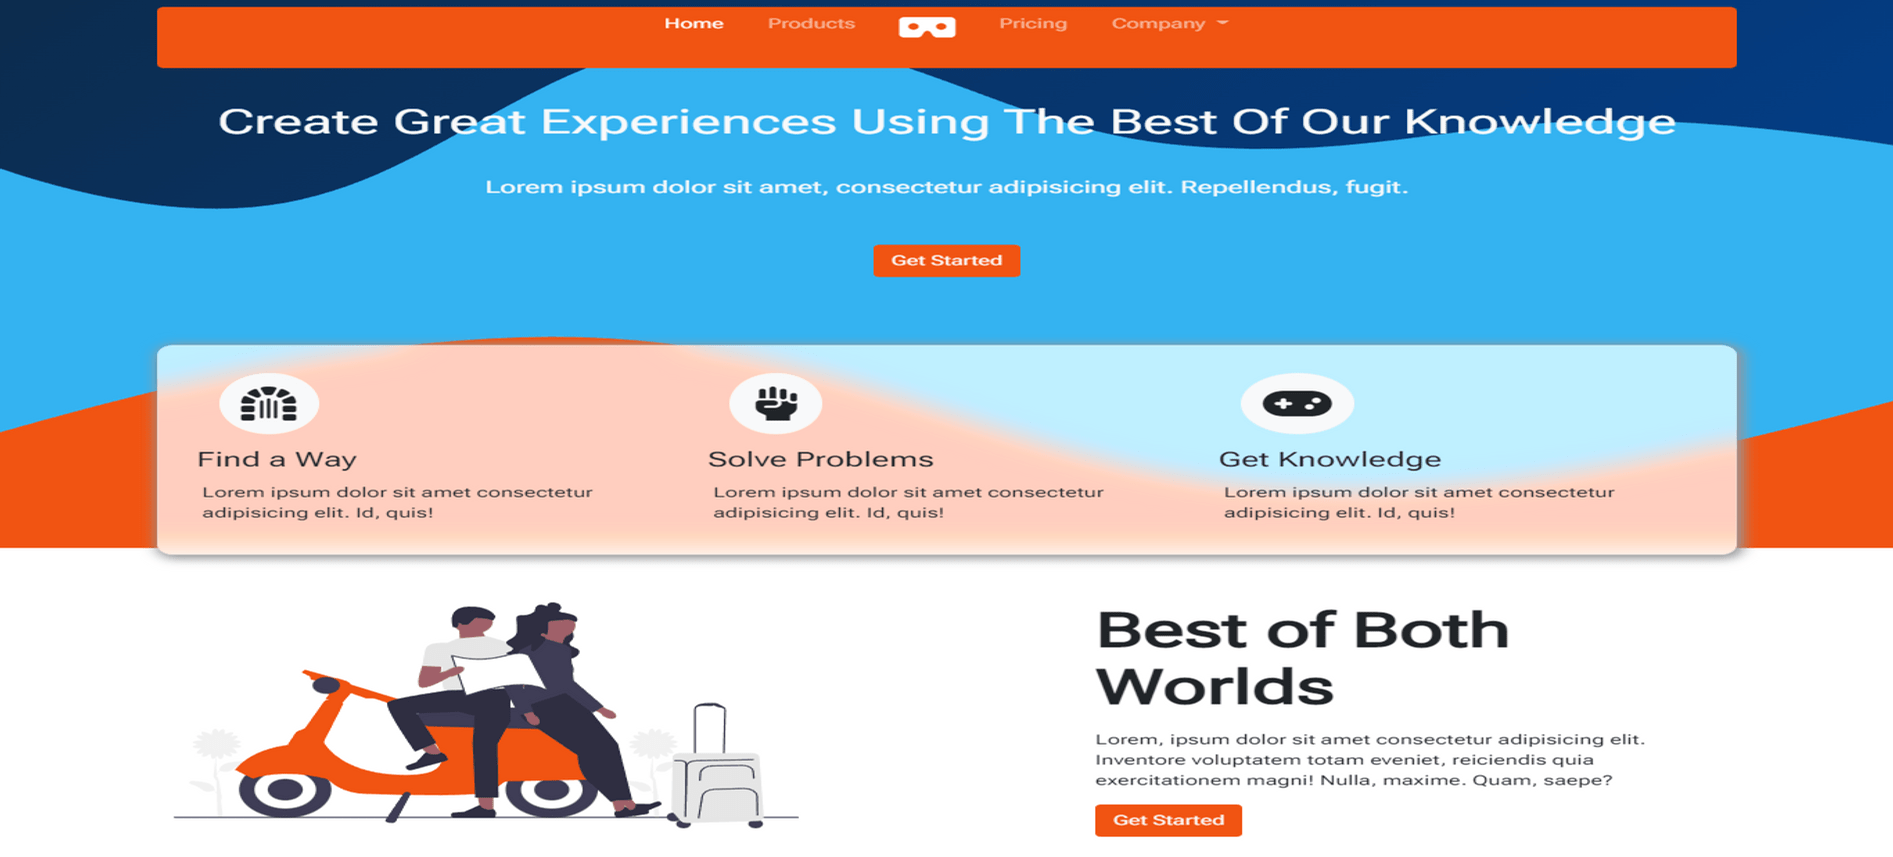 Home Products Pricing Company
Create Great Experiences Using The Best Of Our Knowledge
Lorem ipsum dolor sit amet, consectetur adipisicing elit. Repellendus, fugit.
Get Started
Find a Way
Lorem ipsum dolor sit amet consectetur
adipisicing elit. Id, quis!
Solve Problems
Lorem ipsum dolor sit amet consectetur
adipisicing elit. Id, quis!
Get Knowledge
Lorem ipsum dolor sit amet consectetur
adipisicing elit. Id, quis!
Best of Both
Worlds
Lorem, ipsum dolor sit amet consectetur adipisicing elit.
Inventore voluptatem totam eveniet, reiciendis quia
exercitationem magni! Nulla, maxime. Quam, saepe?
Get Started